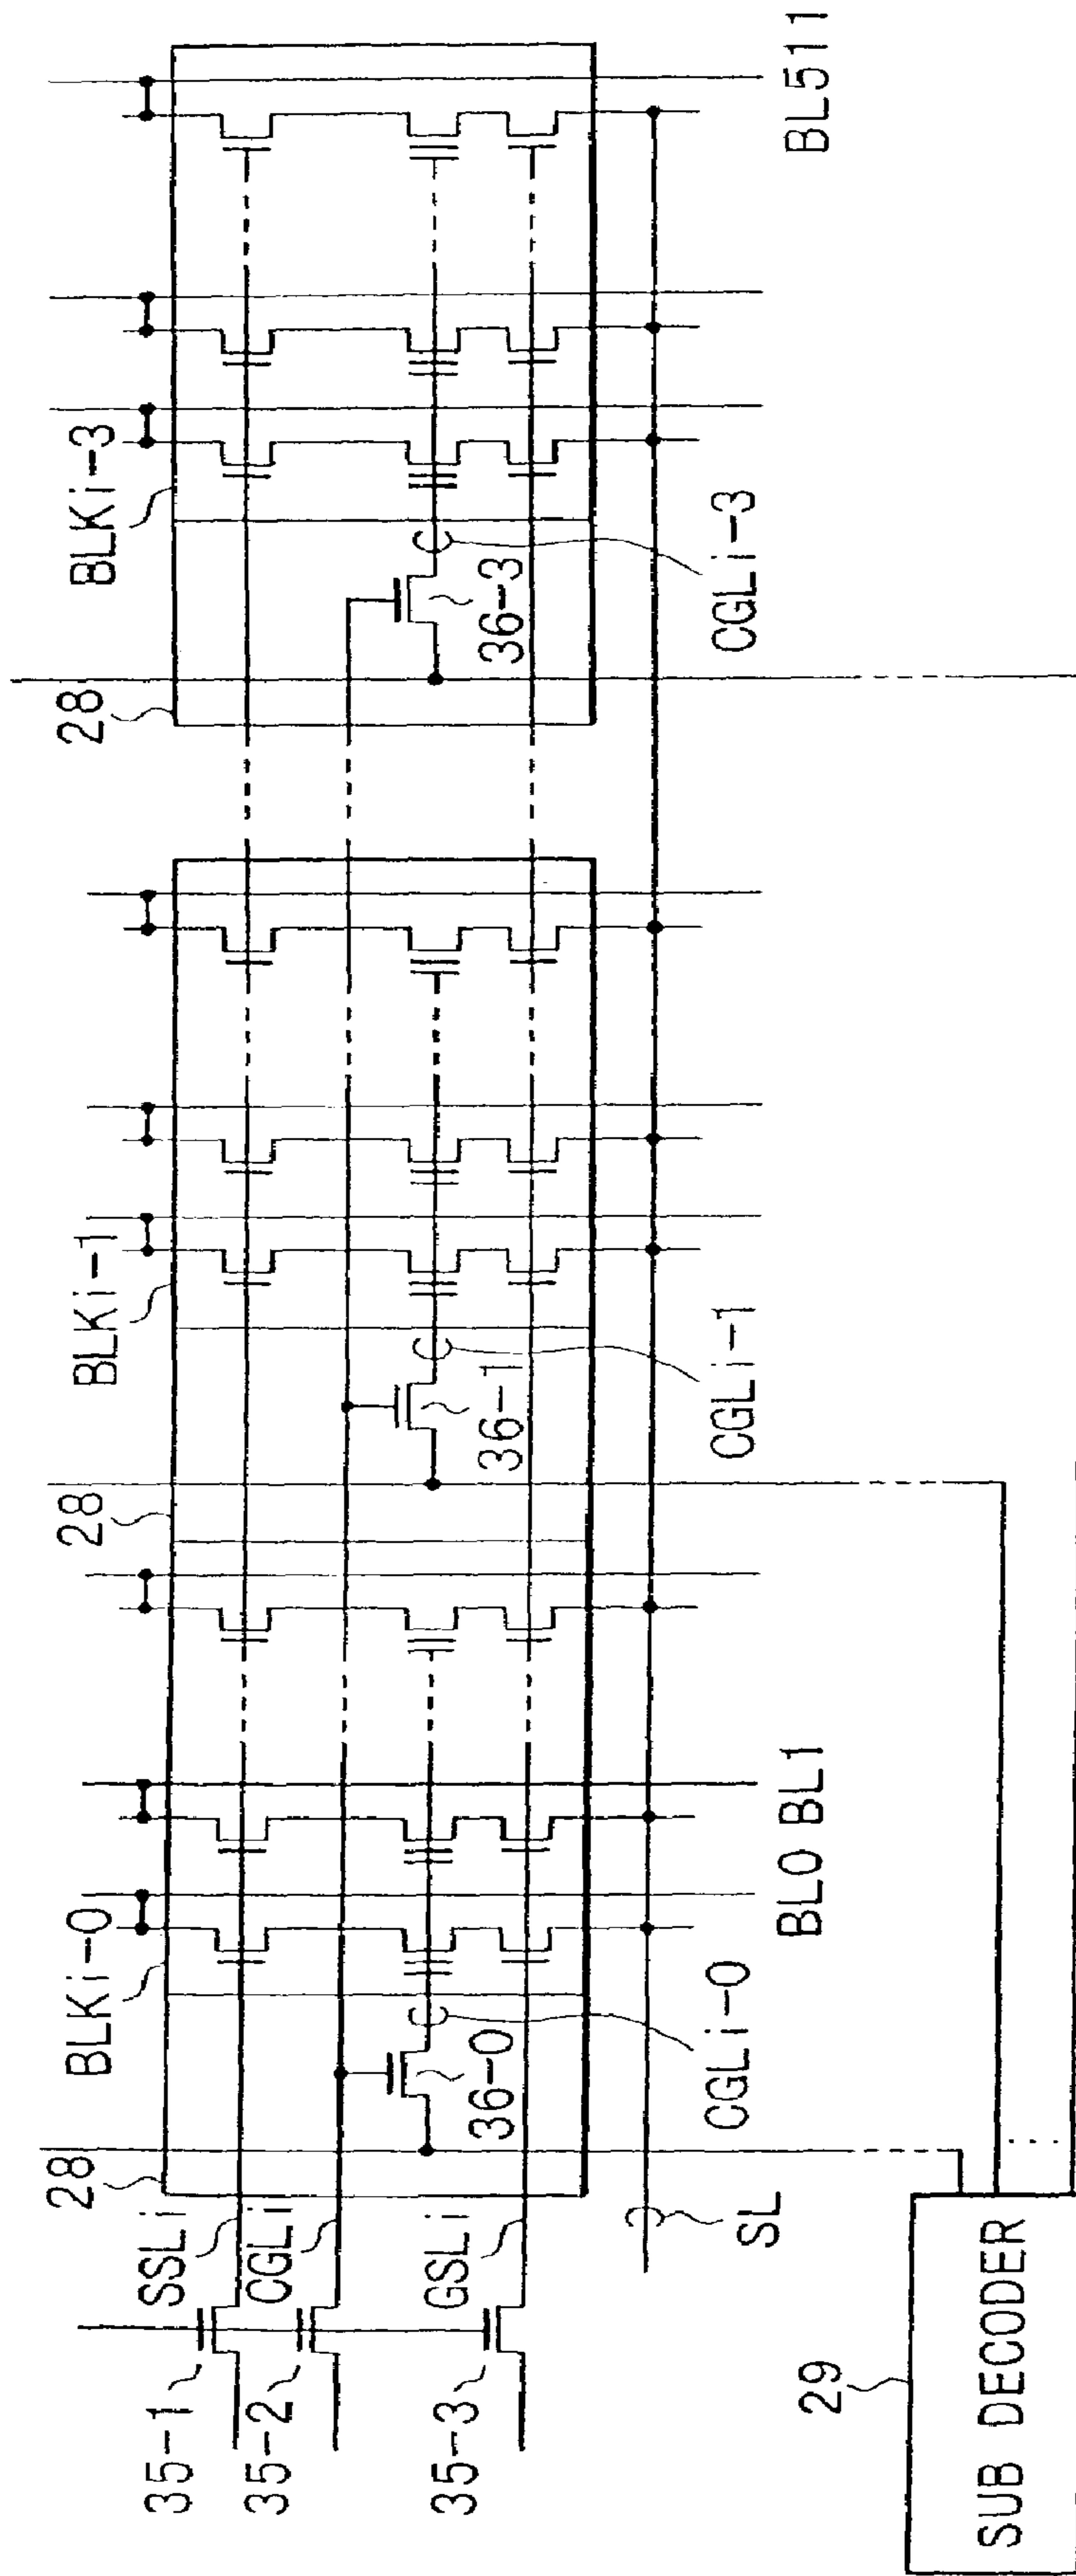 35-1
35-2
35-3
SSLi
CGLi
GSLi
SL
28
BLKi-0
36-0
CGLi-0
BL0 BL1
28
BLKi-1
36-1
CGLi-1
28
BLKi-3
36-3
CGLi-3
BL511
29
SUB DECODER